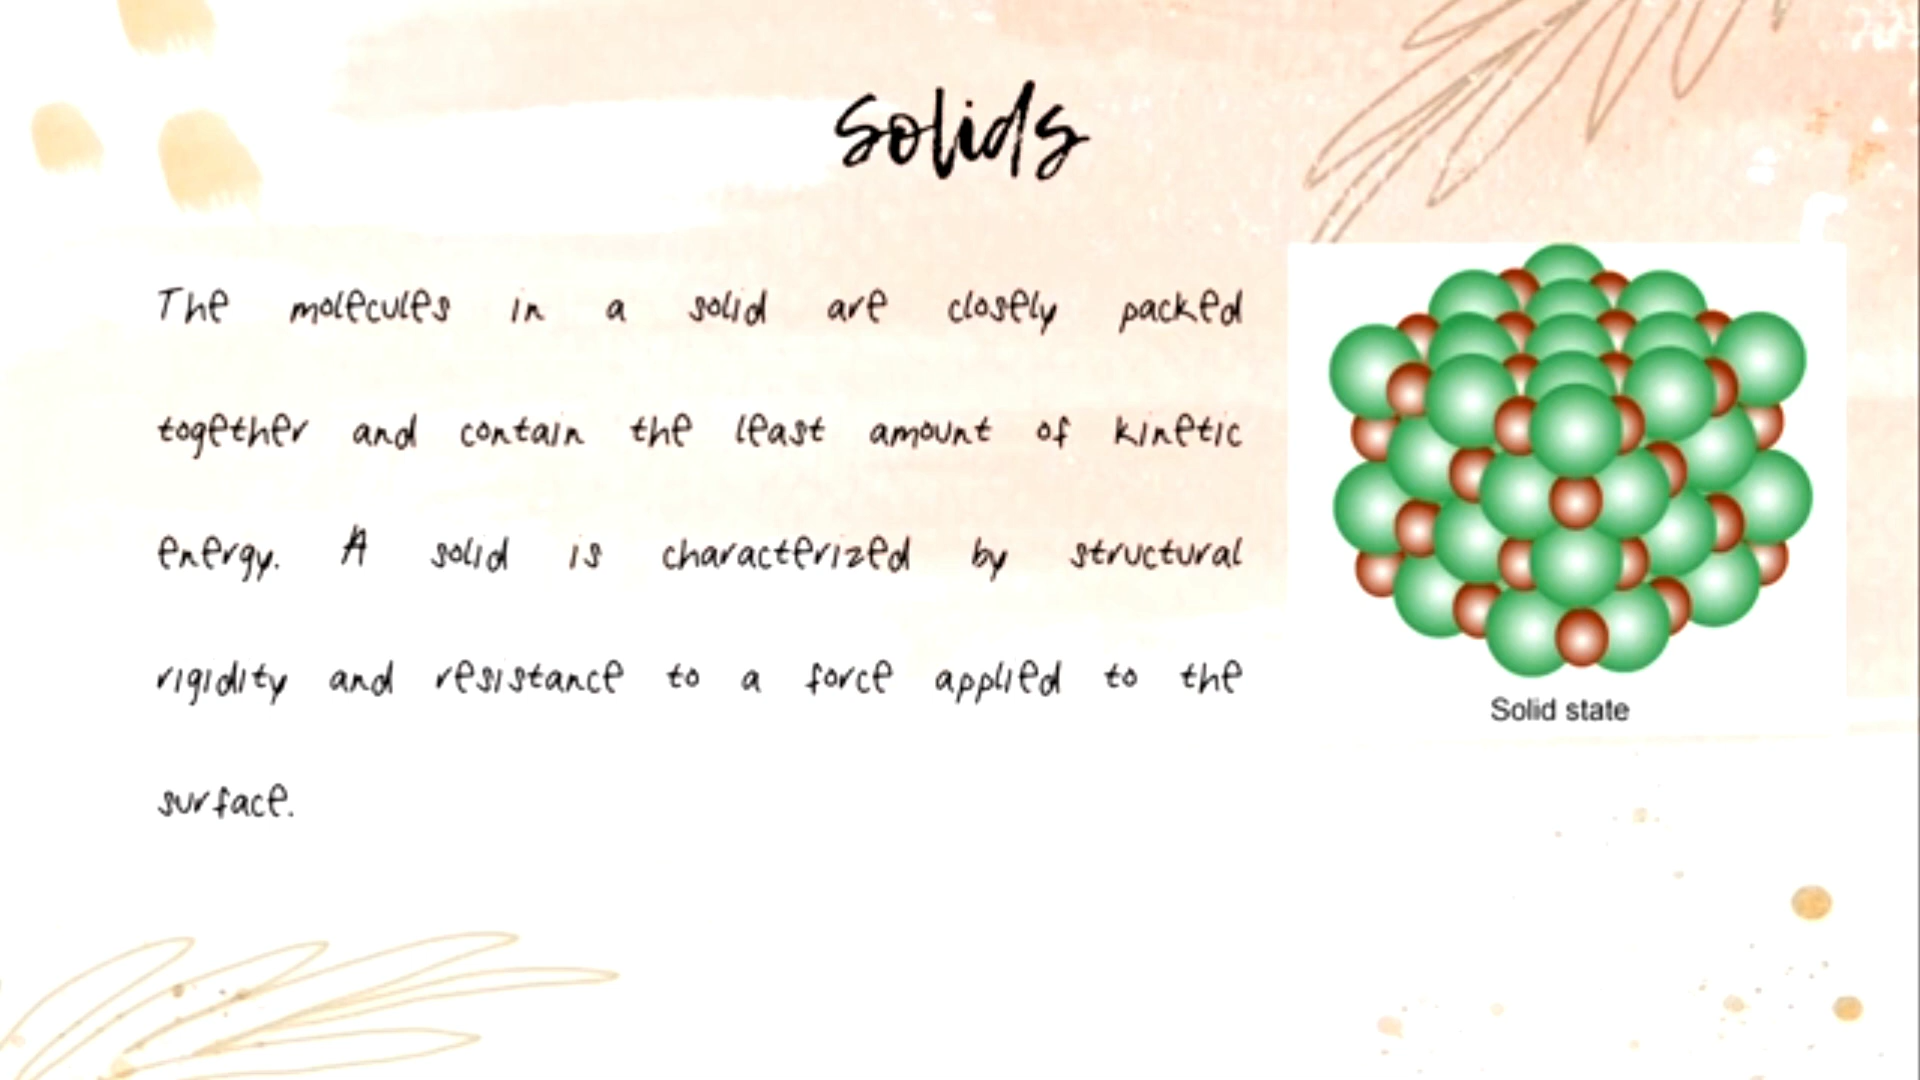 Solids
The molecules in a solid are closely packed
together and contain the least amount of kinetic
energy. A solid is characterized by structural
rigidity and resistance to a force applied to the
surface.
Solid state